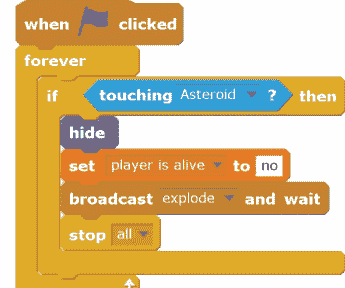 when clicked
forever
if touching Asteroid ? then
hide
set player is alive to no
broadcast explode and wait
stop all